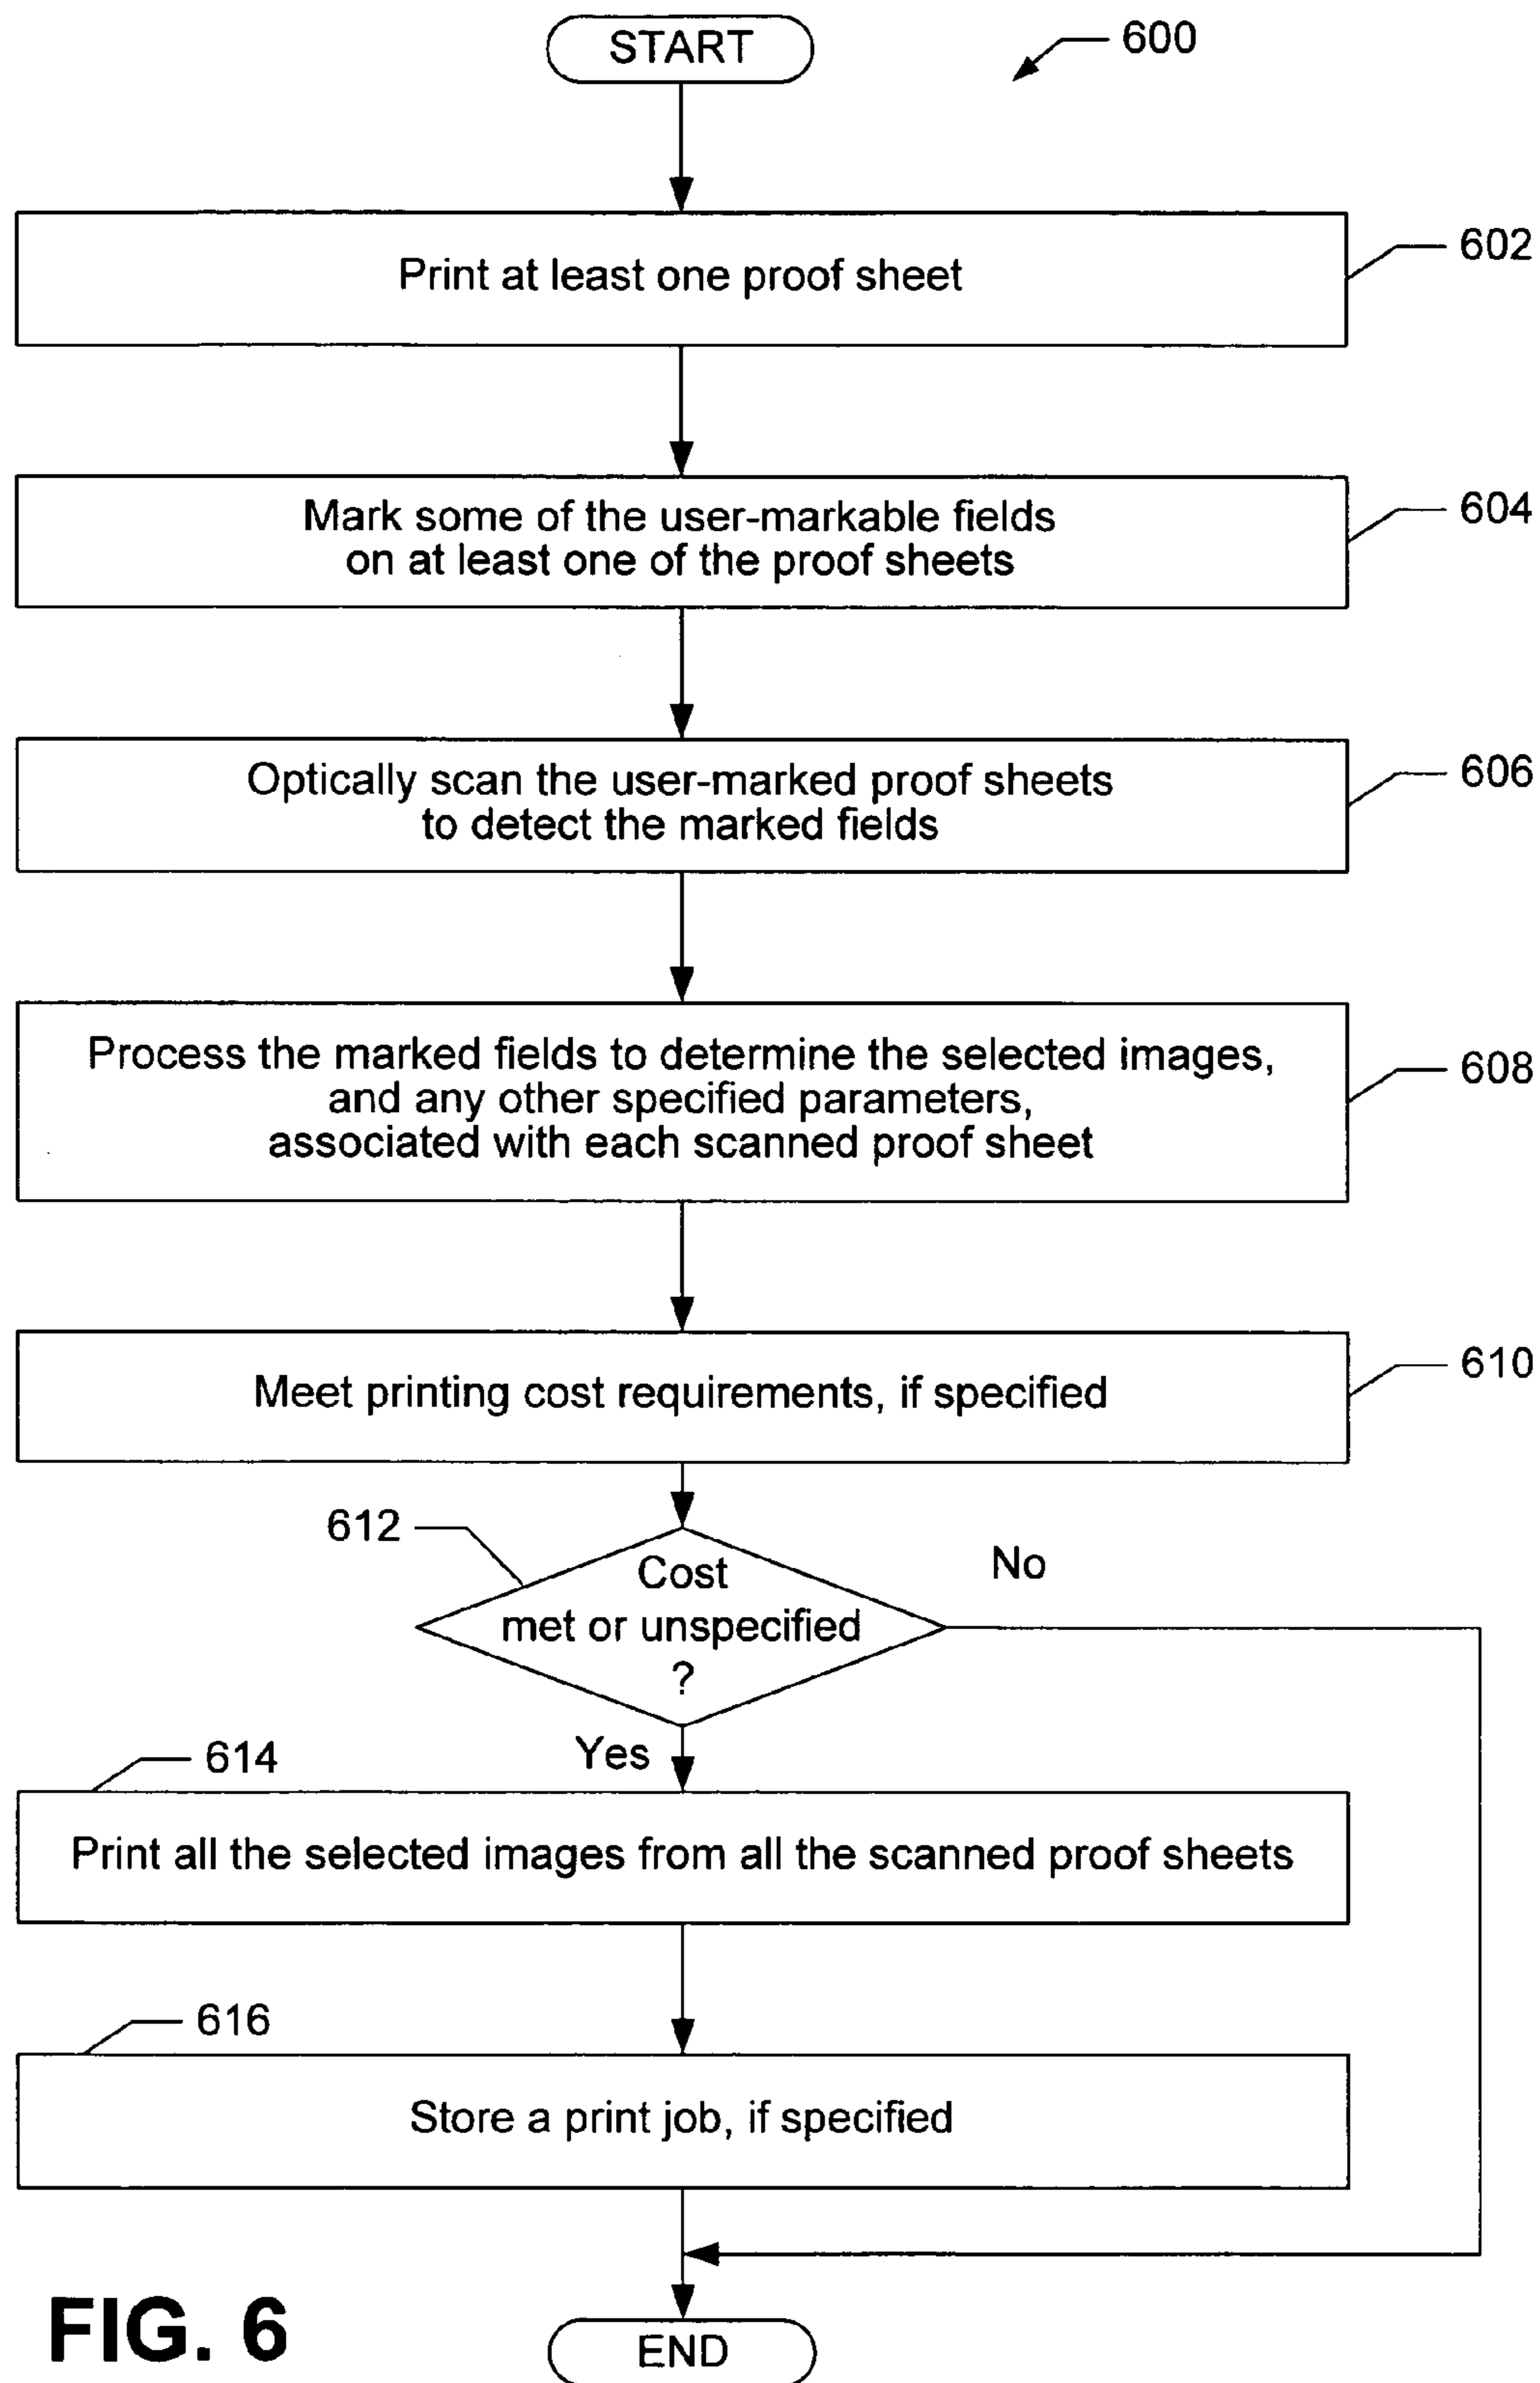 START
600
Print at least one proof sheet
602
Mark some of the user-markable fields
on at least one of the proof sheets
604
Optically scan the user-marked proof sheets
to detect the marked fields
606
Process the marked fields to determine the selected images,
and any other specified parameters,
associated with each scanned proof sheet
608
Meet printing cost requirements, if specified
610
612
Cost
met or unspecified
?
No
Yes
614
Print all the selected images from all the scanned proof sheets
616
Store a print job, if specified
FIG. 6
END